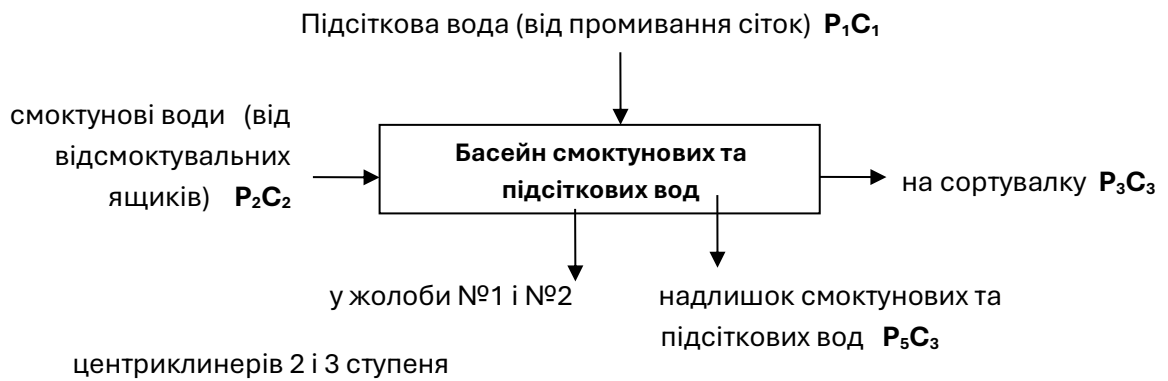 Підсіткова вода (від промивання сіток) P₁C₁
смоктунові води (від
відсмоктувальних
ящиків) P₂C₂
Басейн смоктунових та
підсіткових вод
на сортувалку P₃C₃
у жолоби №1 і №2
надлишок смоктунових та
підсіткових вод P₅C₃
центриклинерів 2 і 3 ступеня